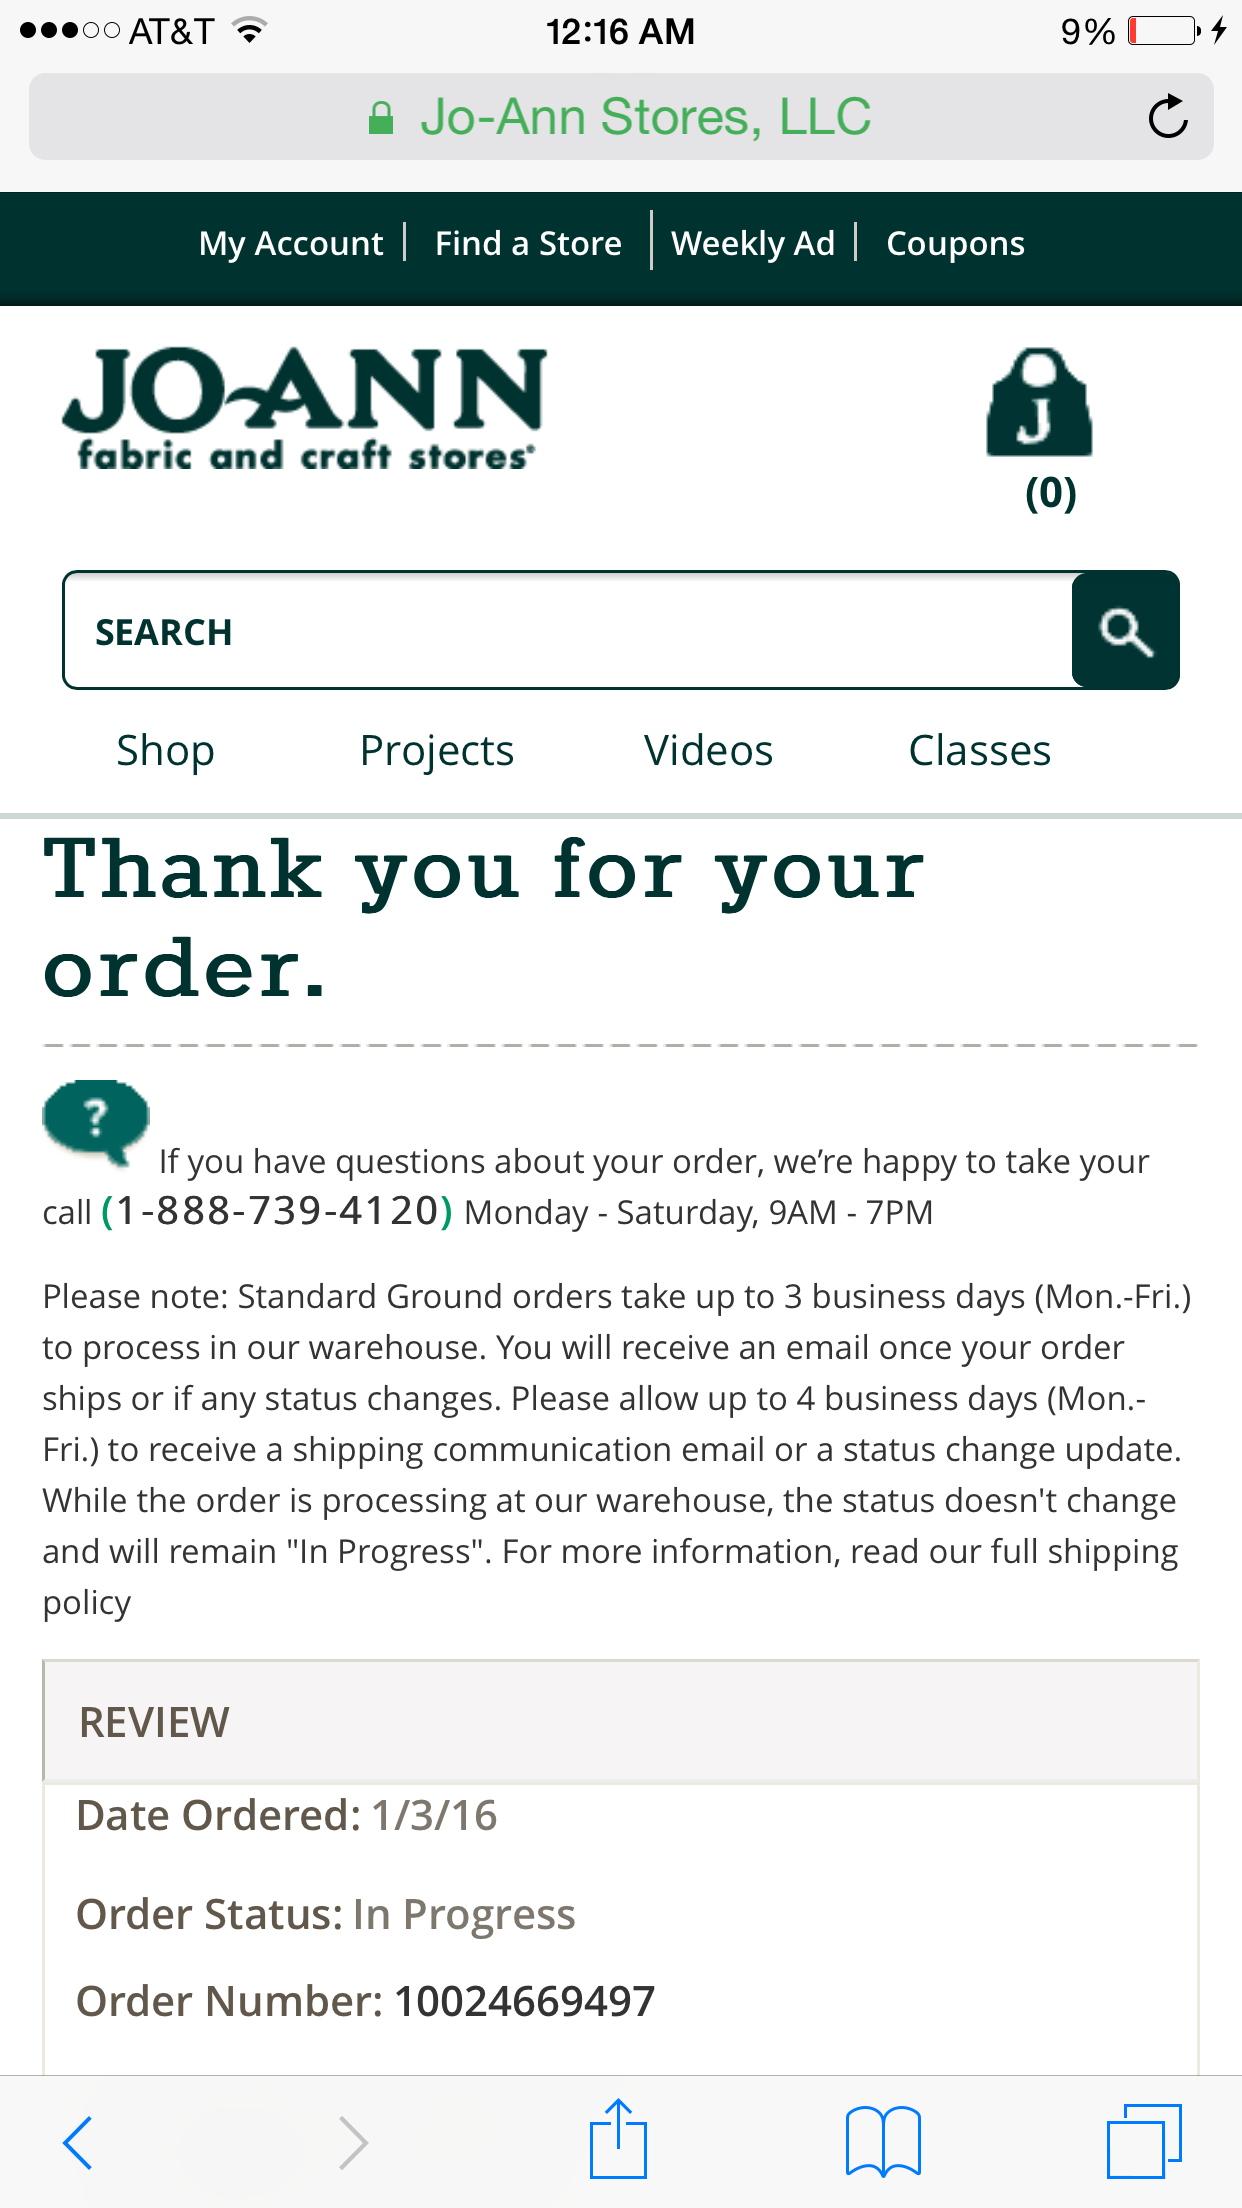 AT&T 12:16 AM 9%
Jo-Ann Stores, LLC
My Account | Find a Store | Weekly Ad | Coupons
JO-ANN
fabric and craft stores®
J
(0)
SEARCH
Shop Projects Videos Classes
Thank you for your
order.
?
If you have questions about your order, we’re happy to take your
call (1-888-739-4120) Monday - Saturday, 9AM - 7PM
Please note: Standard Ground orders take up to 3 business days (Mon.-Fri.)
to process in our warehouse. You will receive an email once your order
ships or if any status changes. Please allow up to 4 business days (Mon.-
Fri.) to receive a shipping communication email or a status change update.
While the order is processing at our warehouse, the status doesn't change
and will remain "In Progress". For more information, read our full shipping
policy
REVIEW
Date Ordered: 1/3/16
Order Status: In Progress
Order Number: 10024669497